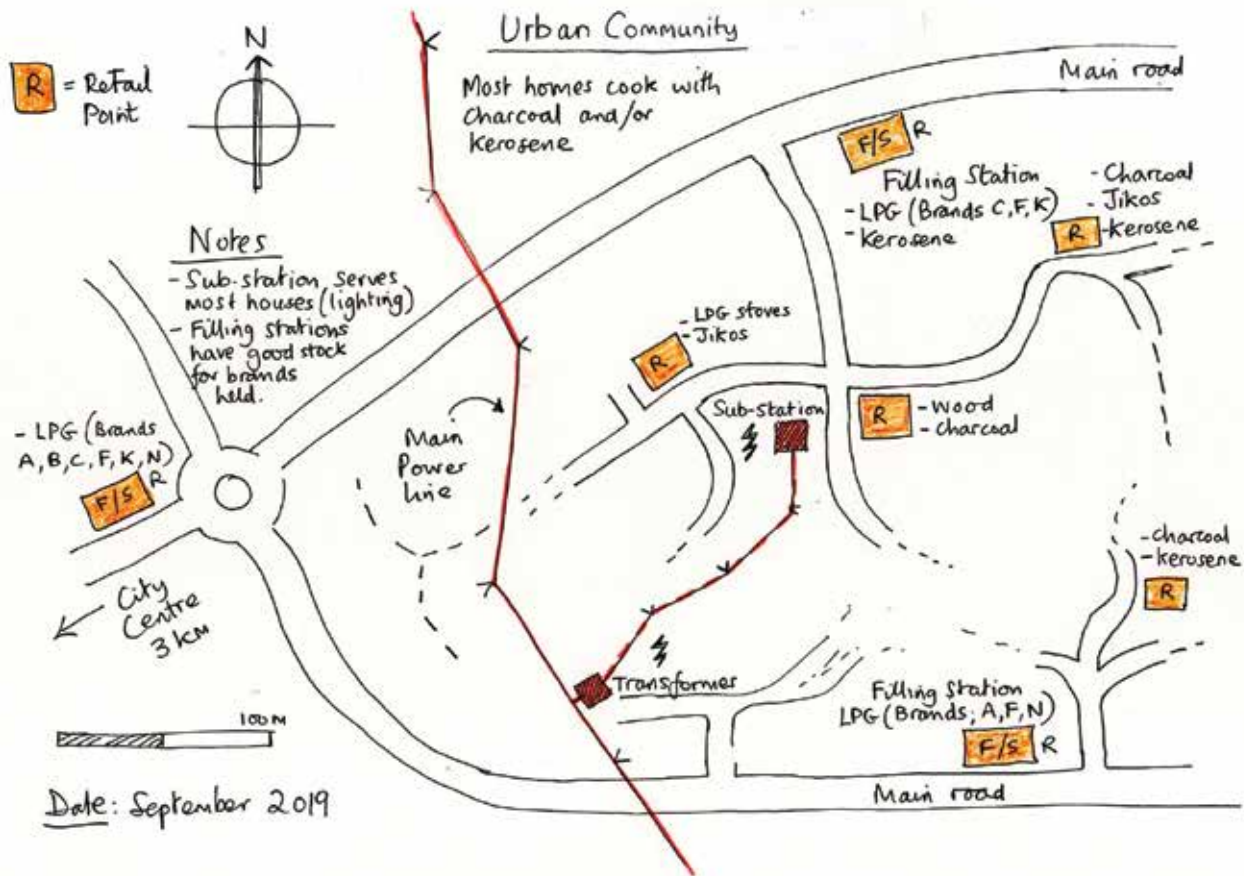 Urban Community
Most homes cook with
Charcoal and/or
Kerosene
N
R = Retail
Point
Main road
F/S R
Filling Station
- LPG (Brands C, F, K)
- Kerosene
- Charcoal
- Jikos
- Kerosene
R
Notes
- Sub-station serves
most houses (lighting)
- Filling stations
have good stock
for brands
held.
- LPG stoves
- Jikos
R
Sub-station
R
- Wood
- Charcoal
- LPG (Brands
A, B, C, F, K, N)
F/S R
Main
Power
line
- Charcoal
- Kerosene
R
City
Centre
3 KM
Transformer
Filling Station
LPG (Brands; A, F, N)
F/S R
100M
Main road
Date: September 2019